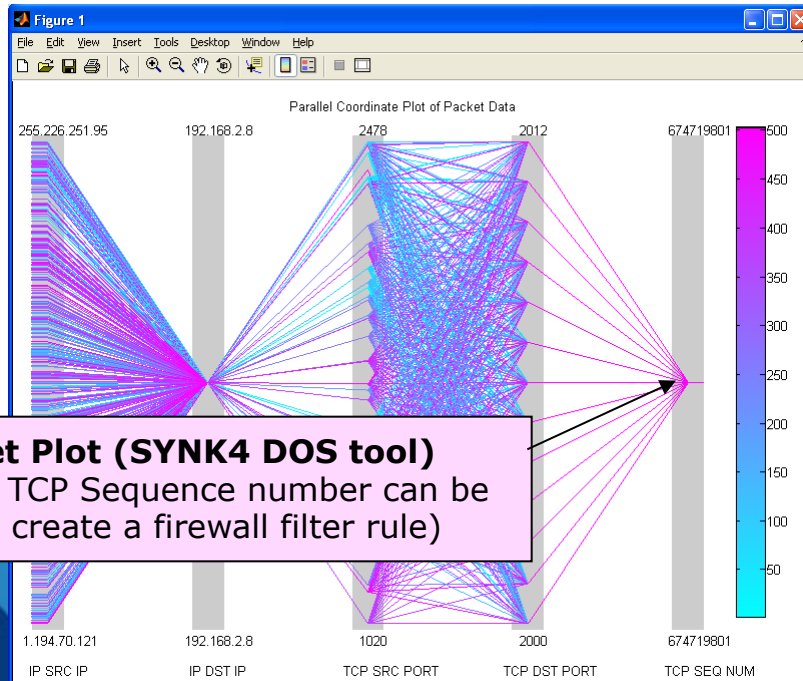 Figure 1
File Edit View Insert Tools Desktop Window Help
Parallel Coordinate Plot of Packet Data
255.226.251.95 192.168.2.8 2478 2012 674719801
500
450
400
350
300
250
200
150
100
50
et Plot (SYNK4 DOS tool)
TCP Sequence number can be
create a firewall filter rule)
1.194.70.121 192.168.2.8 1020 2000 674719801
IP SRC IP IP DST IP TCP SRC PORT TCP DST PORT TCP SEQ NUM